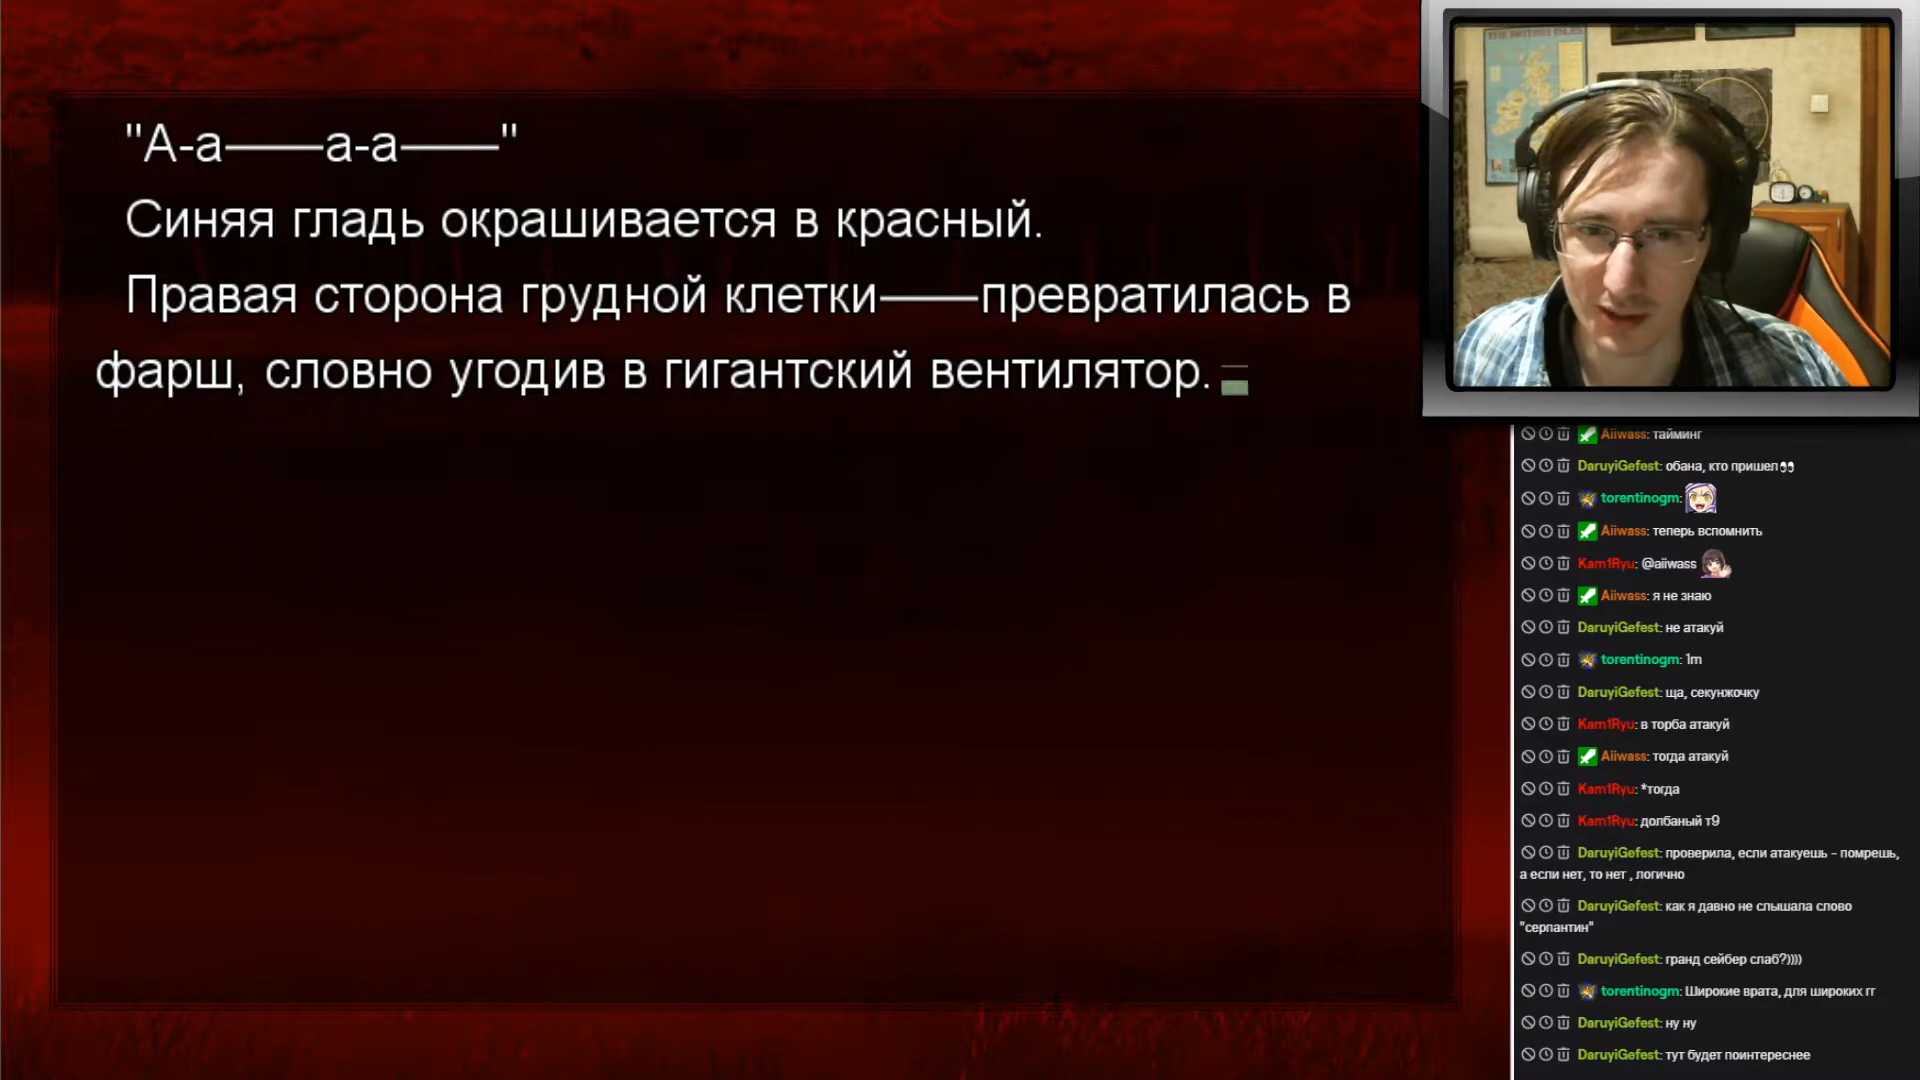 "А-а——а-а——"
Синяя гладь окрашивается в красный.
Правая сторона грудной клетки——превратилась в
фарш, словно угодив в гигантский вентилятор.
THE BRITISH ISLES
Aiiwass: тайминг
DaruyiGefest: обана, кто пришел👀
torentinogm:
Aiiwass: теперь вспомнить
Kam1Ryu: @aiiwass
Aiiwass: я не знаю
DaruyiGefest: не атакуй
torentinogm: 1m
DaruyiGefest: ща, секунжочку
Kam1Ryu: в торба атакуй
Aiiwass: тогда атакуй
Kam1Ryu: *тогда
Kam1Ryu: долбаный т9
DaruyiGefest: проверила, если атакуешь - помрешь,
а если нет, то нет , логично
DaruyiGefest: как я давно не слышала слово
"серпантин"
DaruyiGefest: гранд сейбер слаб?))))
torentinogm: Широкие врата, для широких гг
DaruyiGefest: ну ну
DaruyiGefest: тут будет поинтереснее